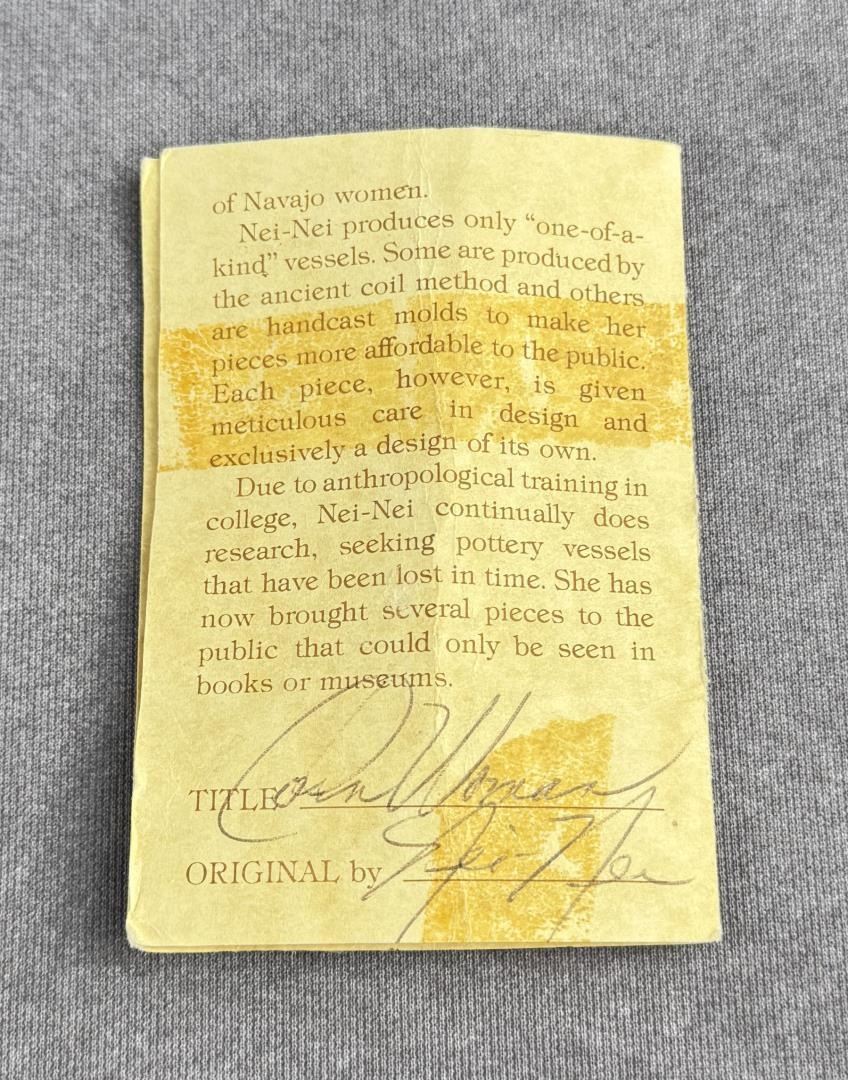 of Navajo women.
Nei-Nei produces only “one-of-a-
kind” vessels. Some are produced by
the ancient coil method and others
are handcast molds to make her
pieces more affordable to the public.
Each piece, however, is given
meticulous care in design and
exclusively a design of its own.
Due to anthropological training in
college, Nei-Nei continually does
research, seeking pottery vessels
that have been lost in time. She has
now brought several pieces to the
public that could only be seen in
books or museums.
TITLE Corn Woman
ORIGINAL by Nei-Nei